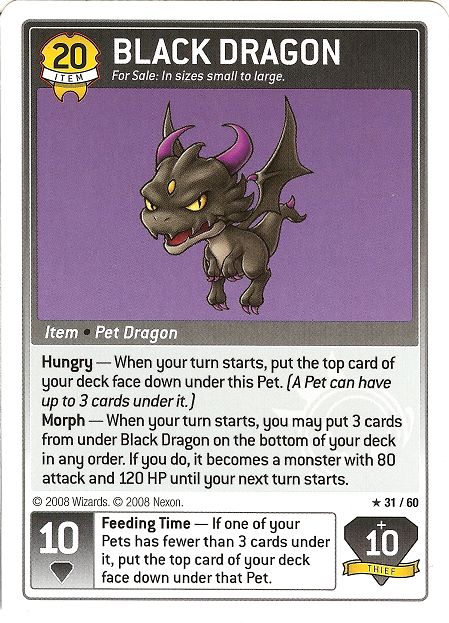 20
ITEM
BLACK DRAGON
For Sale: In sizes small to large.
Item • Pet Dragon
Hungry — When your turn starts, put the top card of
your deck face down under this Pet. (A Pet can have
up to 3 cards under it.)
Morph — When your turn starts, you may put 3 cards
from under Black Dragon on the bottom of your deck
in any order. If you do, it becomes a monster with 80
attack and 120 HP until your next turn starts.
© 2008 Wizards. © 2008 Nexon.
★ 31 / 60
10
Feeding Time — If one of your
Pets has fewer than 3 cards under
it, put the top card of your deck
face down under that Pet.
+
10
THIEF